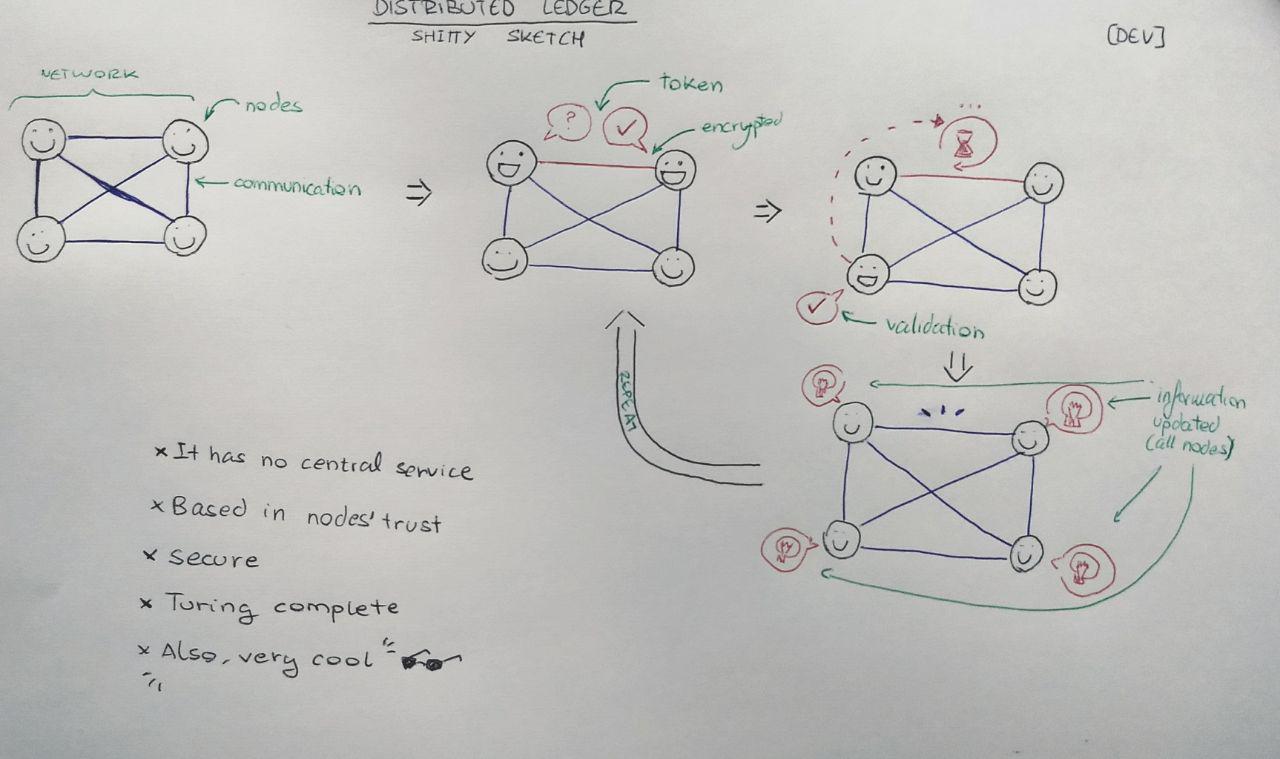 DISTRIBUTED LEDGER
SHITTY SKETCH
[DEV]
NETWORK
nodes
communication
token
?
encrypted
...
validation
information
updated
(all nodes)
REPEAT
× It has no central service
× Based in nodes' trust
× secure
× Turing complete
× Also, very cool